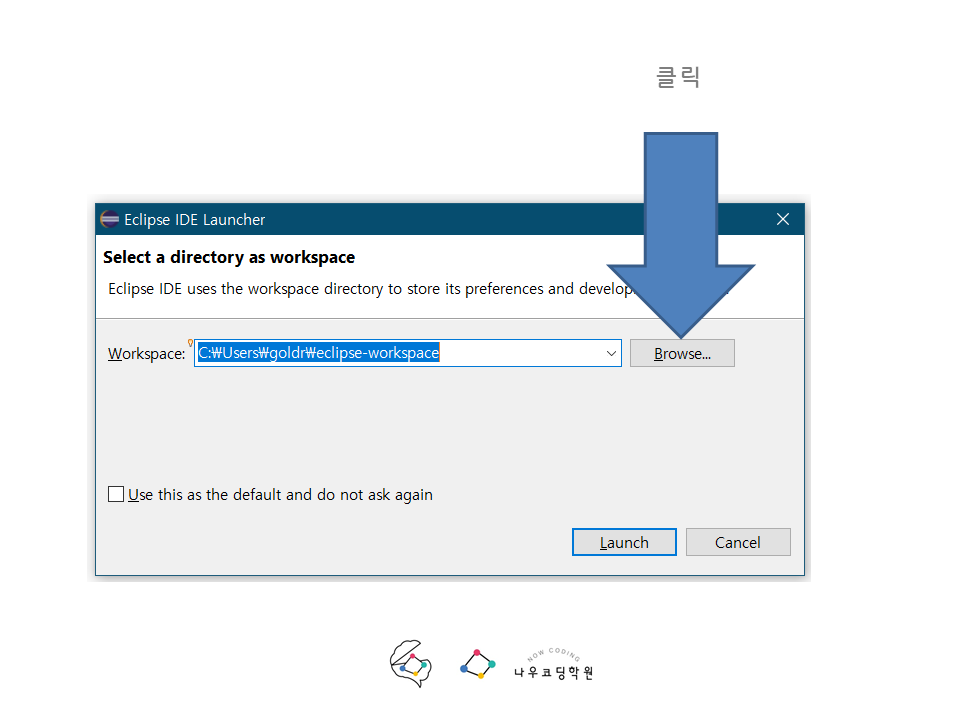 클릭
Eclipse IDE Launcher
Select a directory as workspace
Eclipse IDE uses the workspace directory to store its preferences and
Workspace: C:₩Users₩goldr₩eclipse-workspace Browse...
Use this as the default and do not ask again
Launch Cancel
NOW CODING
나우코딩학원